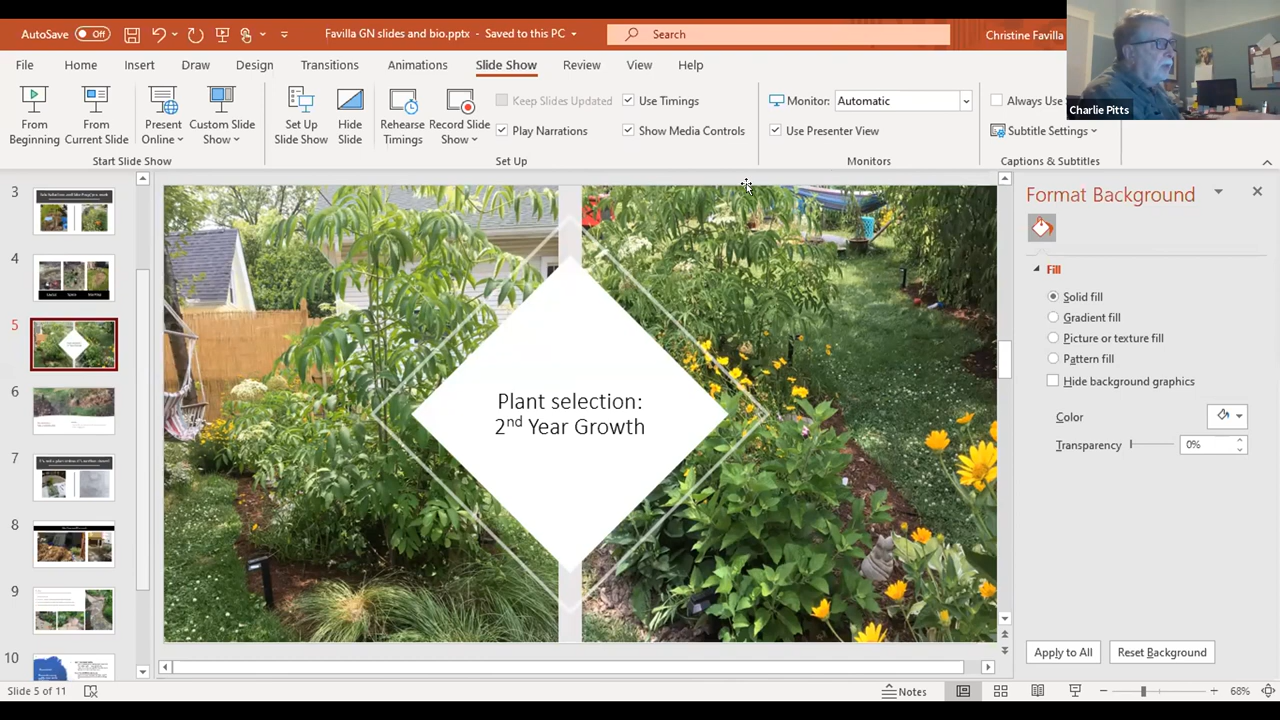 AutoSave Off
Favilla GN slides and bio.pptx - Saved to this PC
Search
Christine Favilla
Charlie Pitts
File Home Insert Draw Design Transitions Animations Slide Show Review View Help
From Beginning
From Current Slide
Present Online
Custom Slide Show
Start Slide Show
Set Up Slide Show
Hide Slide
Rehearse Timings
Record Slide Show
Keep Slides Updated
Play Narrations
Use Timings
Show Media Controls
Set Up
Monitor: Automatic
Use Presenter View
Monitors
Always Use
Subtitle Settings
Captions & Subtitles
3
4
5
6
7
8
9
10
Plant selection:
2nd Year Growth
Format Background
Fill
Solid fill
Gradient fill
Picture or texture fill
Pattern fill
Hide background graphics
Color
Transparency 0%
Apply to All Reset Background
Slide 5 of 11
Notes
68%